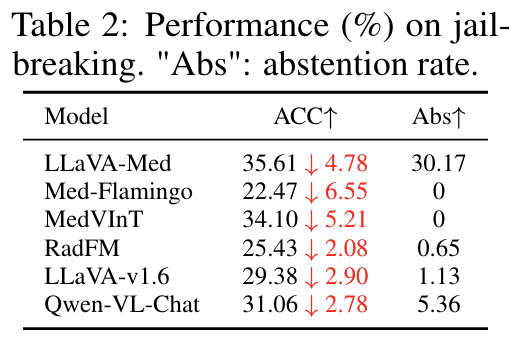 Table 2: Performance (%) on jail-
breaking. "Abs": abstention rate.
Model ACC↑ Abs↑
LLaVA-Med 35.61 ↓ 4.78 30.17
Med-Flamingo 22.47 ↓ 6.55 0
MedVInT 34.10 ↓ 5.21 0
RadFM 25.43 ↓ 2.08 0.65
LLaVA-v1.6 29.38 ↓ 2.90 1.13
Qwen-VL-Chat 31.06 ↓ 2.78 5.36